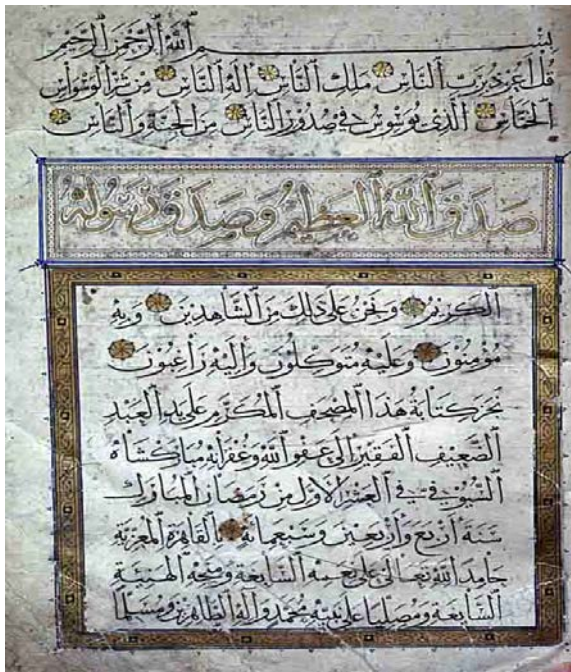 بسم الله الرحمن الرحيم
قل اعوذ برب الناس ملك الناس اله الناس من شر الوسواس
الخناس الذي يوسوس في صدور الناس من الجنة والناس
صدق الله العظيم وصدق رسوله
الكريم ونحن على ذلك من الشاهدين وبه
مؤمنون وعليه متوكلون واليه راغبون
نجز كتابة هذا المصحف المكرم على يد العبد
الضعيف الفقير الى عفو الله وغفرانه مباركشاه
السيوفي في العشر الاول من رمضان المبارك
سنة اربع واربعين وسبعمائة بالقاهرة المعزية
حامدا لله تعالى على نعمه السابغة ومنحه الهنية
السابغة ومصليا على نبيه محمد وآله الطاهرين ومسلما